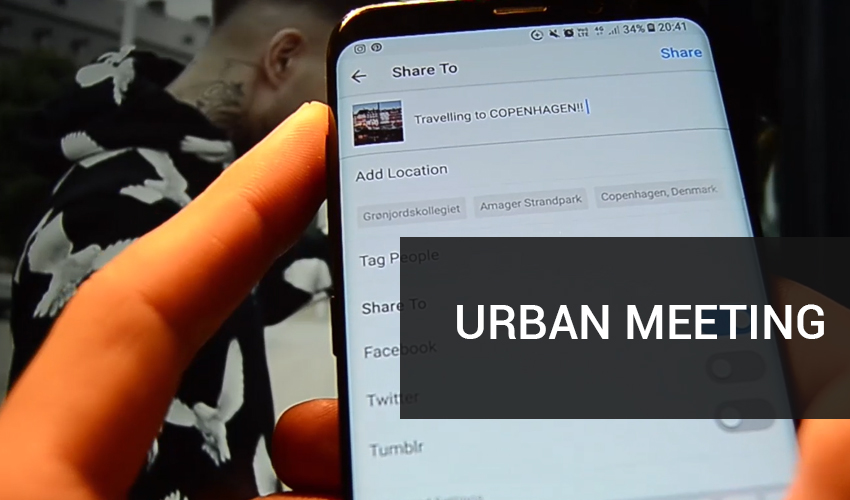 4G 34% 20:41
Share To
Share
Travelling to COPENHAGEN!!
Add Location
Grønjordskollegiet
Amager Strandpark
Copenhagen, Denmark
Tag People
Share To
Facebook
URBAN MEETING
Twitter
Tumblr